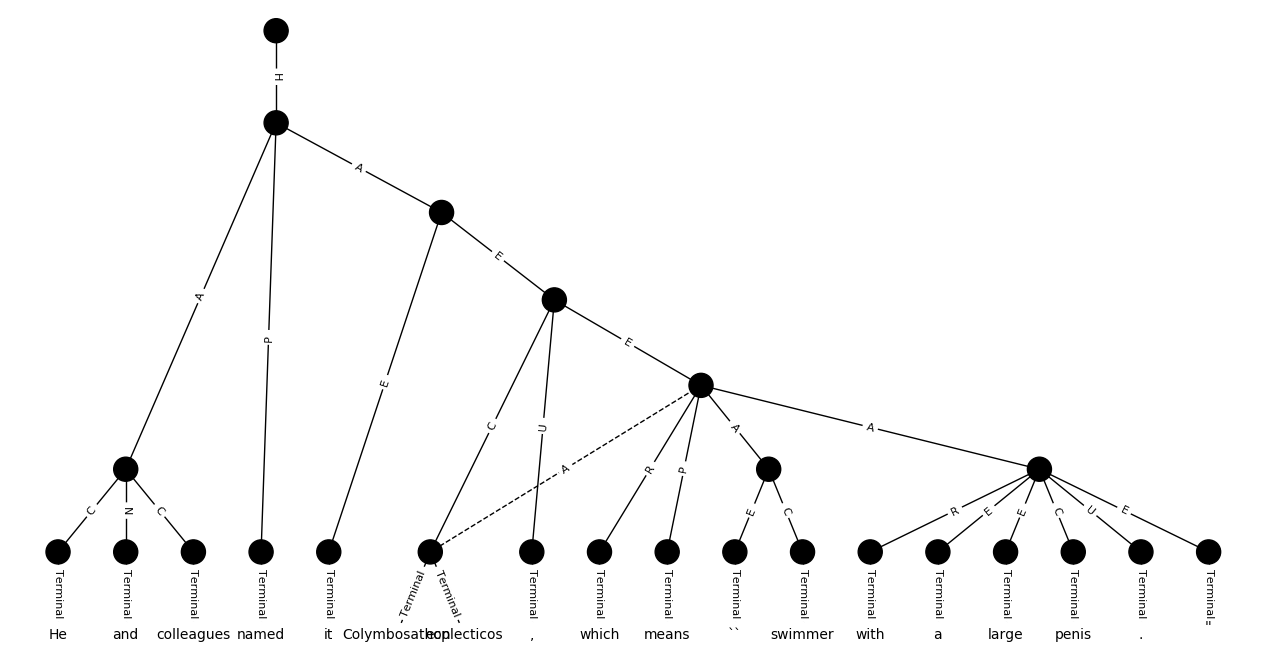 H
A
E
A
P E
E
C U A A
A R P
C N C E C R E E C U E
Terminal Terminal Terminal Terminal Terminal Terminal Terminal Terminal Terminal Terminal Terminal Terminal Terminal Terminal Terminal Terminal Terminal Terminal
He and colleagues named it Colymbosathon ecplecticos , which means `` swimmer with a large penis . "